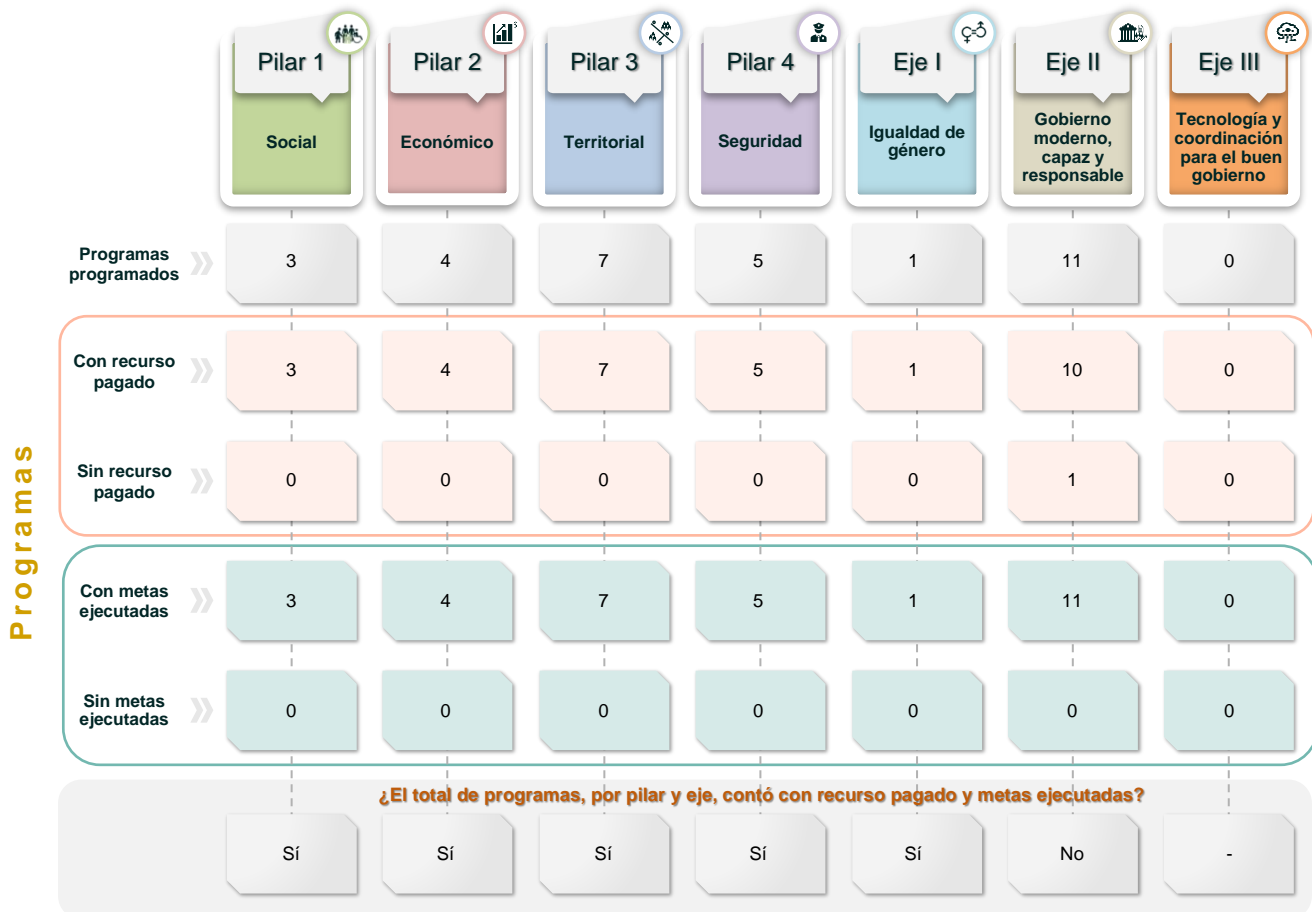 Pilar 1
Pilar 2
Pilar 3
Pilar 4
Eje I
Eje II
Eje III
Social
Económico
Territorial
Seguridad
Igualdad de
género
Gobierno
moderno,
capaz y
responsable
Tecnología y
coordinación
para el buen
gobierno
Programas
Programas
programados
3 4 7 5 1 11 0
Con recurso
pagado
3 4 7 5 1 10 0
Sin recurso
pagado
0 0 0 0 0 1 0
Con metas
ejecutadas
3 4 7 5 1 11 0
Sin metas
ejecutadas
0 0 0 0 0 0 0
¿El total de programas, por pilar y eje, contó con recurso pagado y metas ejecutadas?
Sí Sí Sí Sí Sí No -